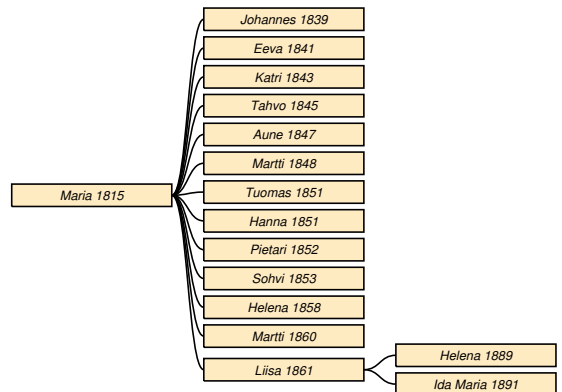 Johannes 1839
Eeva 1841
Katri 1843
Tahvo 1845
Aune 1847
Martti 1848
Maria 1815
Tuomas 1851
Hanna 1851
Pietari 1852
Sohvi 1853
Helena 1858
Martti 1860
Liisa 1861
Helena 1889
Ida Maria 1891